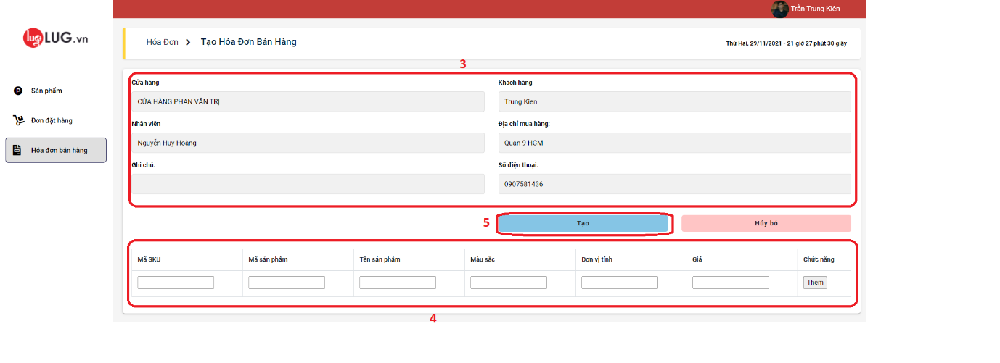 Trần Trung Kiên
lug LUG.vn
Hóa Đơn > Tạo Hóa Đơn Bán Hàng
Thứ Hai, 29/11/2021 - 21 giờ 27 phút 30 giây
3
Sản phẩm
Đơn đặt hàng
Hóa đơn bán hàng
Cửa hàng
CỬA HÀNG PHAN VĂN TRỊ
Khách hàng
Trung Kien
Nhân viên
Nguyễn Huy Hoàng
Địa chỉ mua hàng:
Quan 9 HCM
Ghi chú:
Số điện thoại:
0907581436
5
Tạo
Hủy bỏ
Mã SKU Mã sản phẩm Tên sản phẩm Màu sắc Đơn vị tính Giá Chức năng
Thêm
4